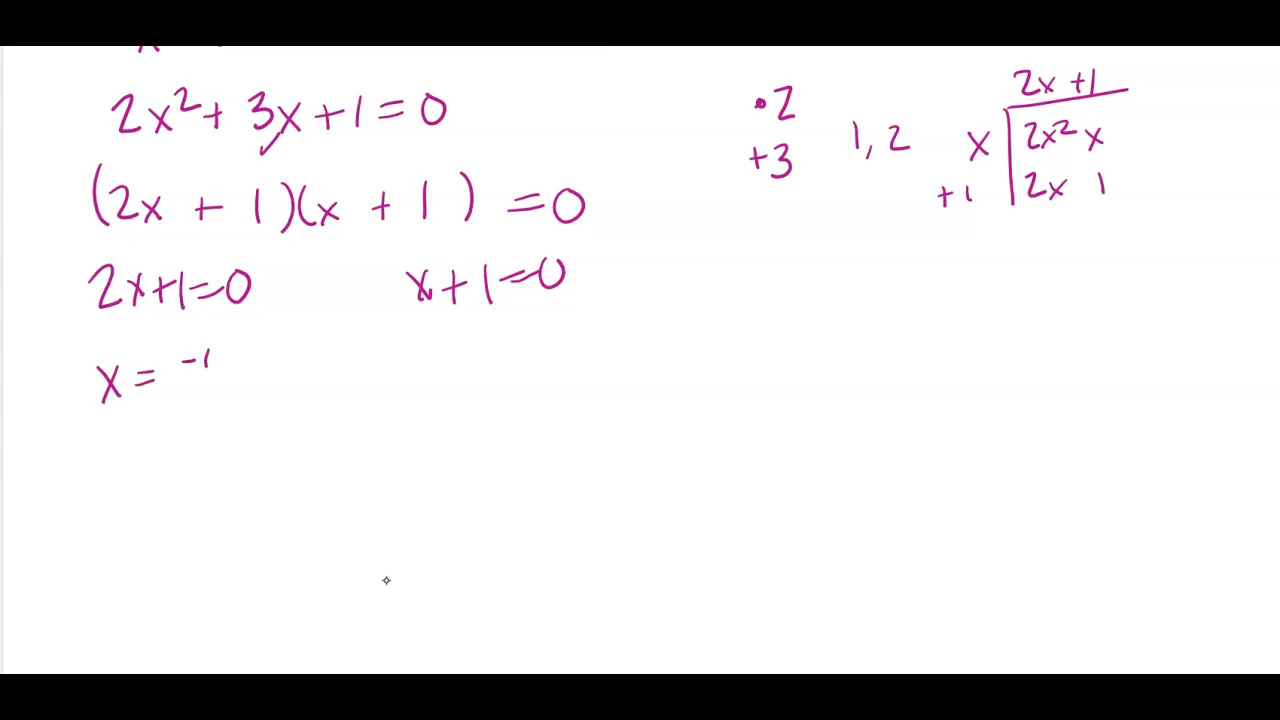 2x²+ 3x+1=0
(2x + 1)(x + 1) =0
2x+1=0 x+1=0
x= -1
•2
+3
1, 2
2x +1
x 2x² x
+1 2x 1